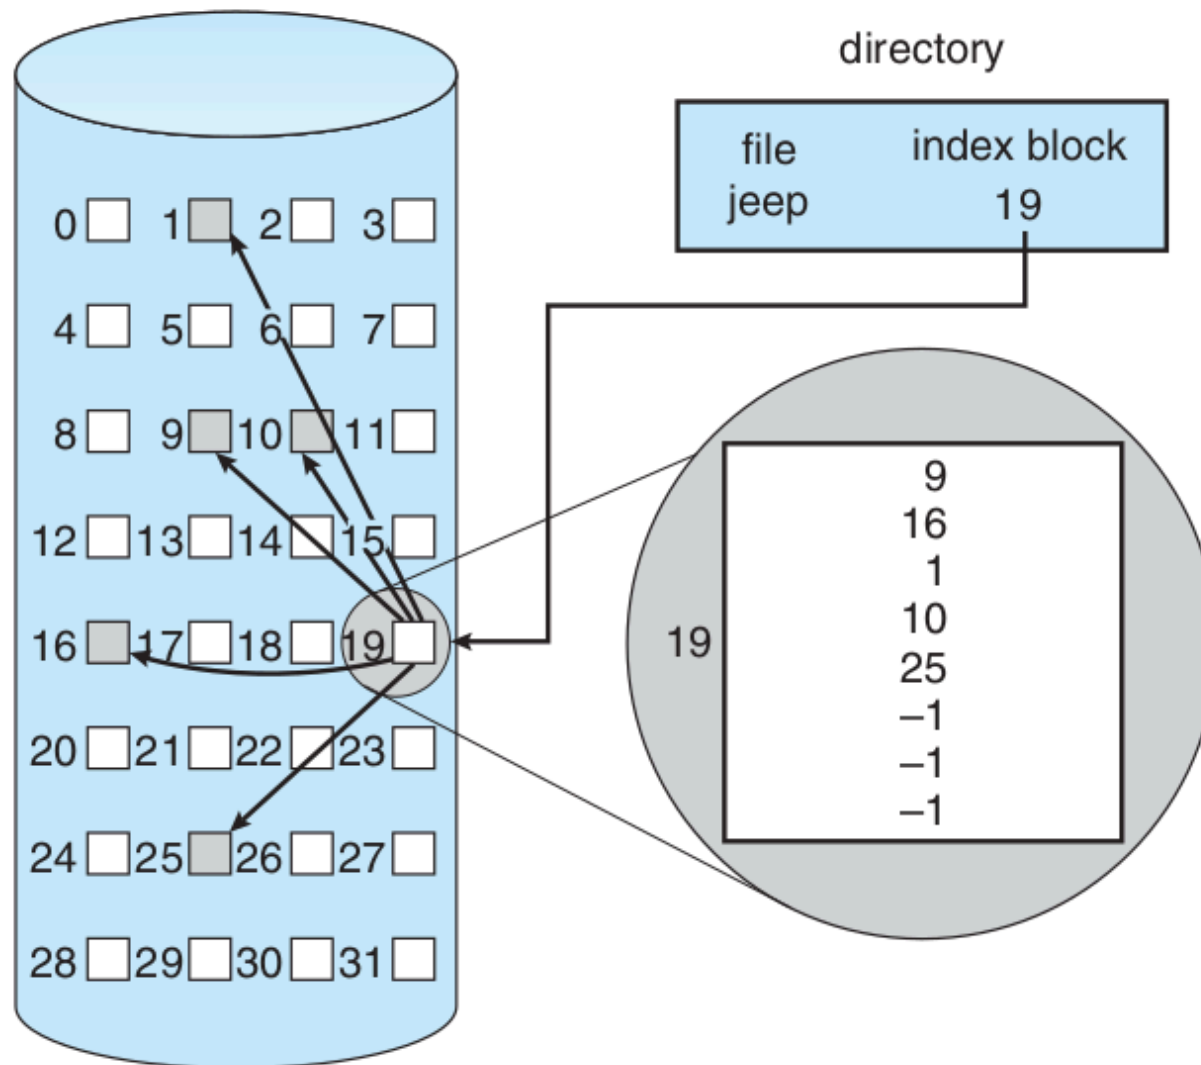 directory
file index block
jeep 19
0 1 2 3
4 5 6 7
8 9 10 11
12 13 14 15
16 17 18 19
20 21 22 23
24 25 26 27
28 29 30 31
19
9
16
1
10
25
–1
–1
–1